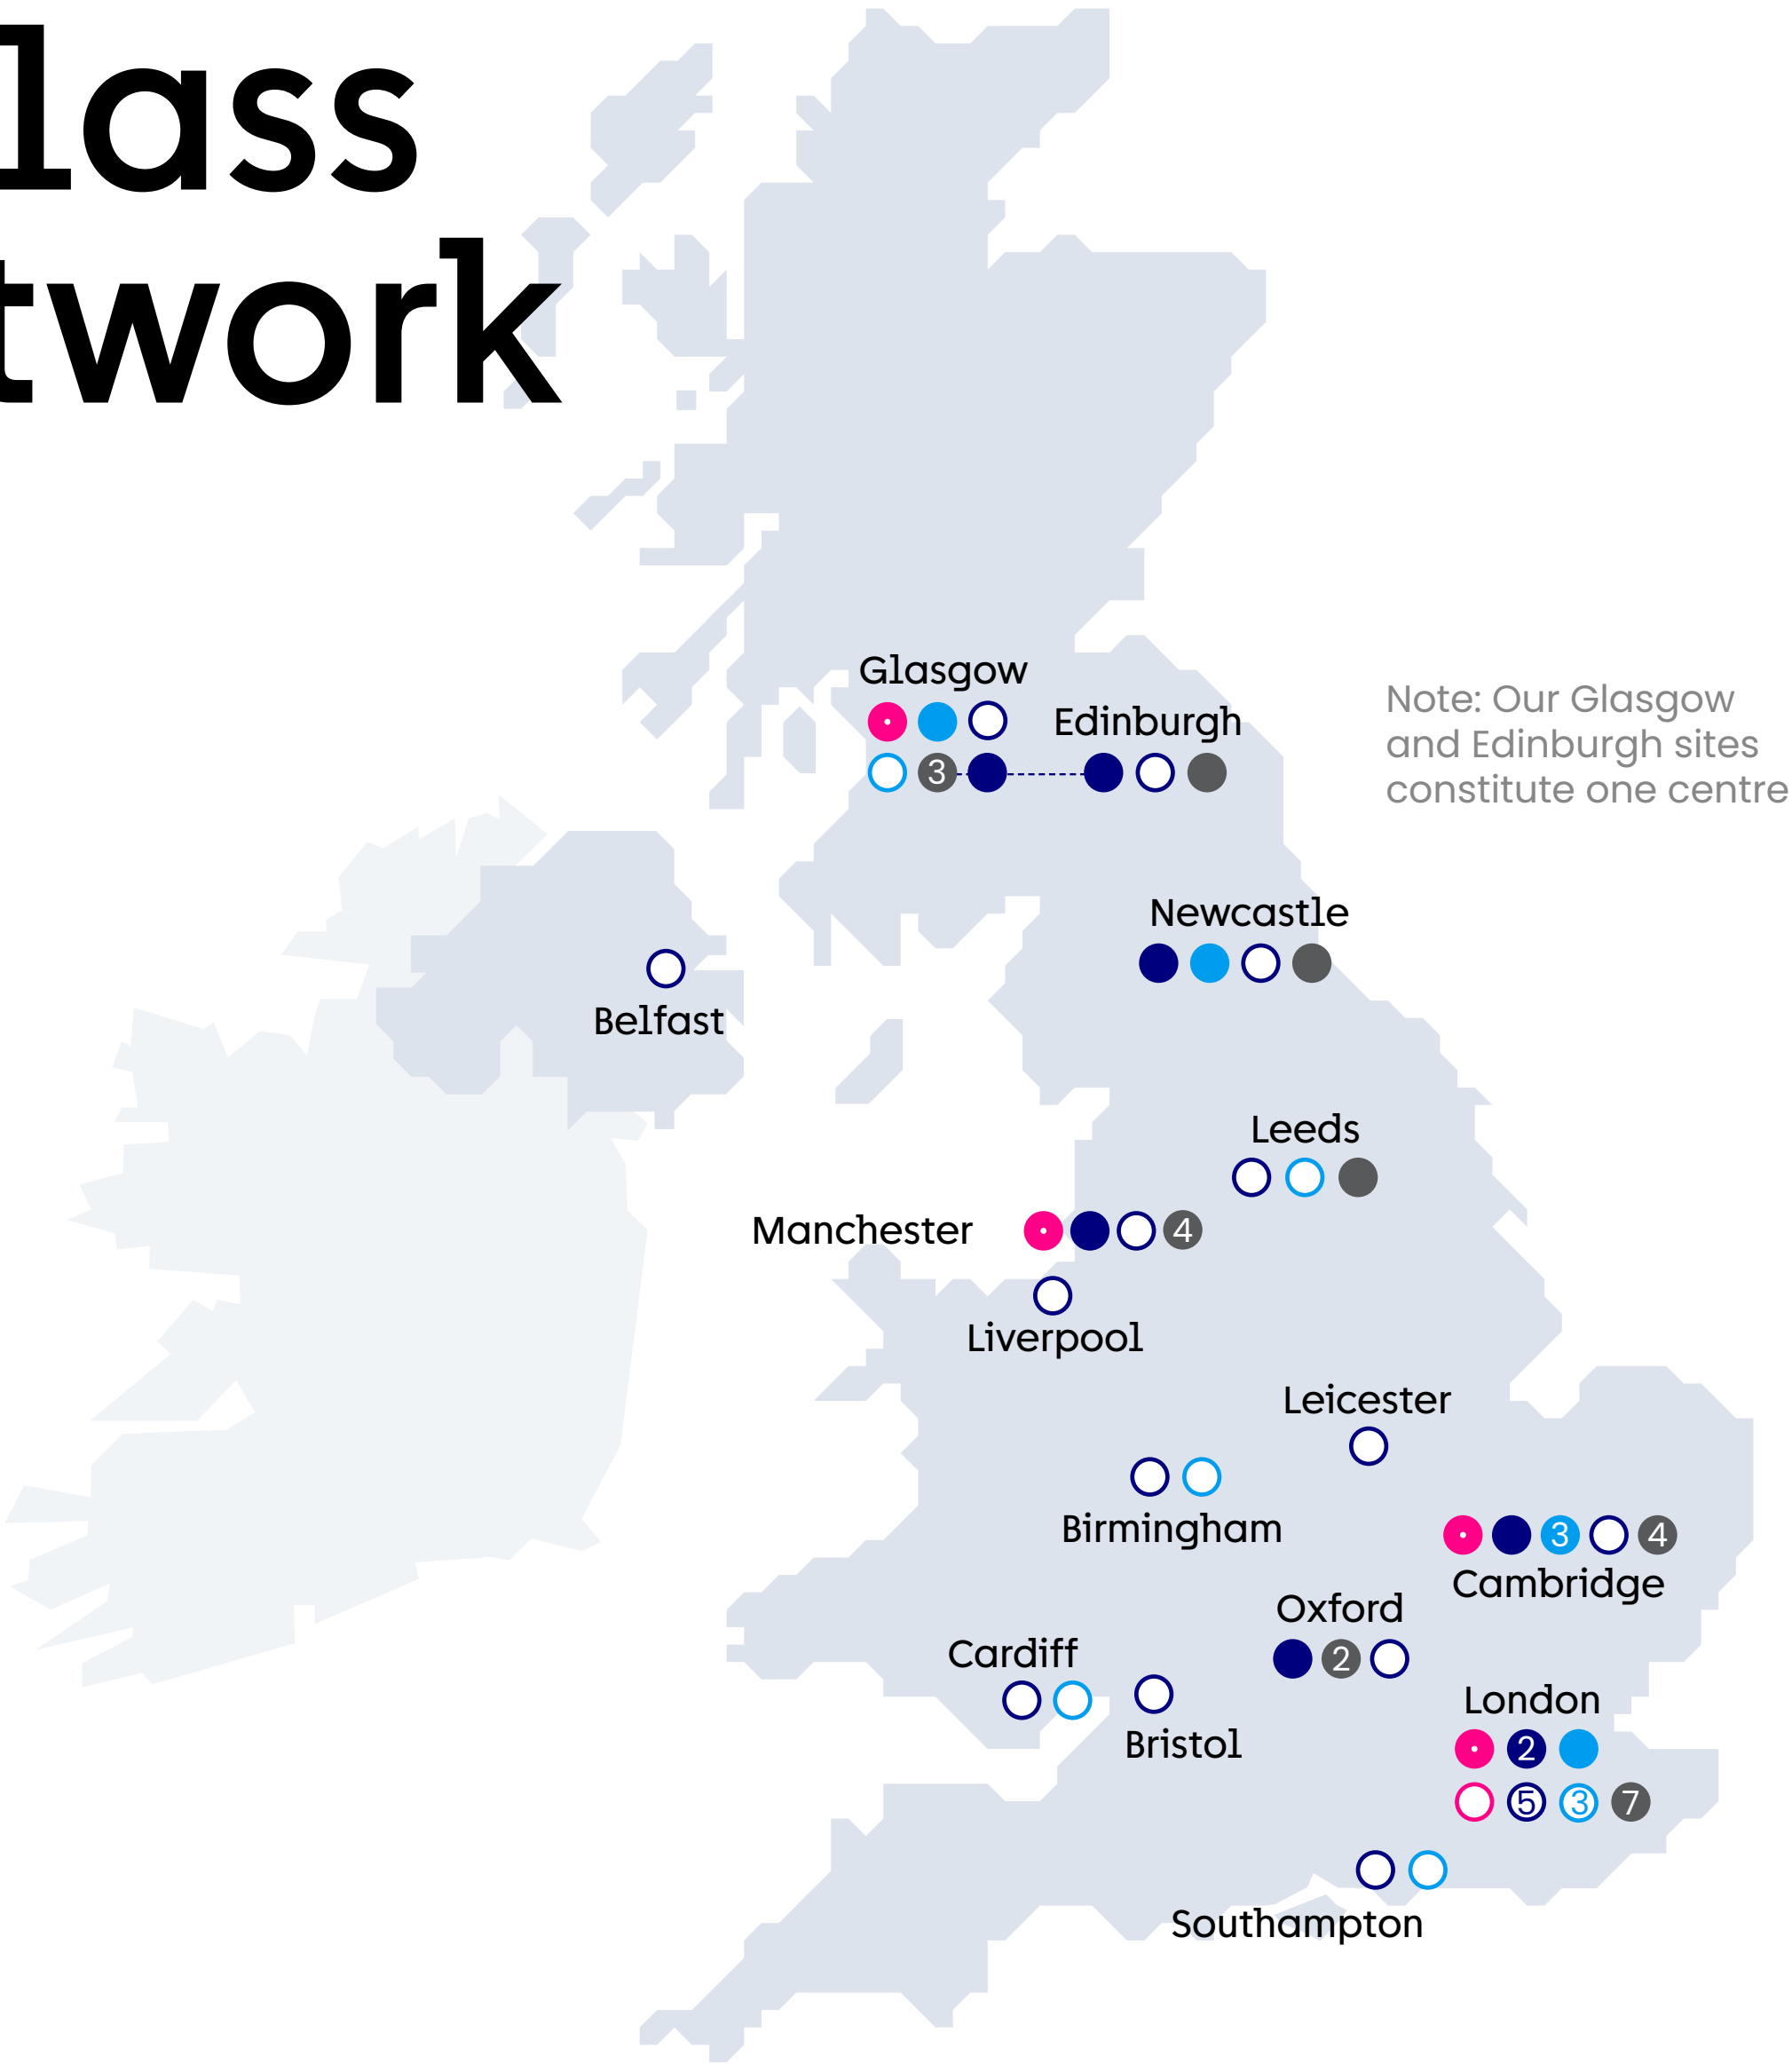 lass
twork
Glasgow
Edinburgh
3
Note: Our Glasgow
and Edinburgh sites
constitute one centre
Newcastle
Belfast
Leeds
Manchester
4
Liverpool
Leicester
Birmingham
3 4
Cambridge
Oxford
2
Cardiff
Bristol
London
2
5 3 7
Southampton